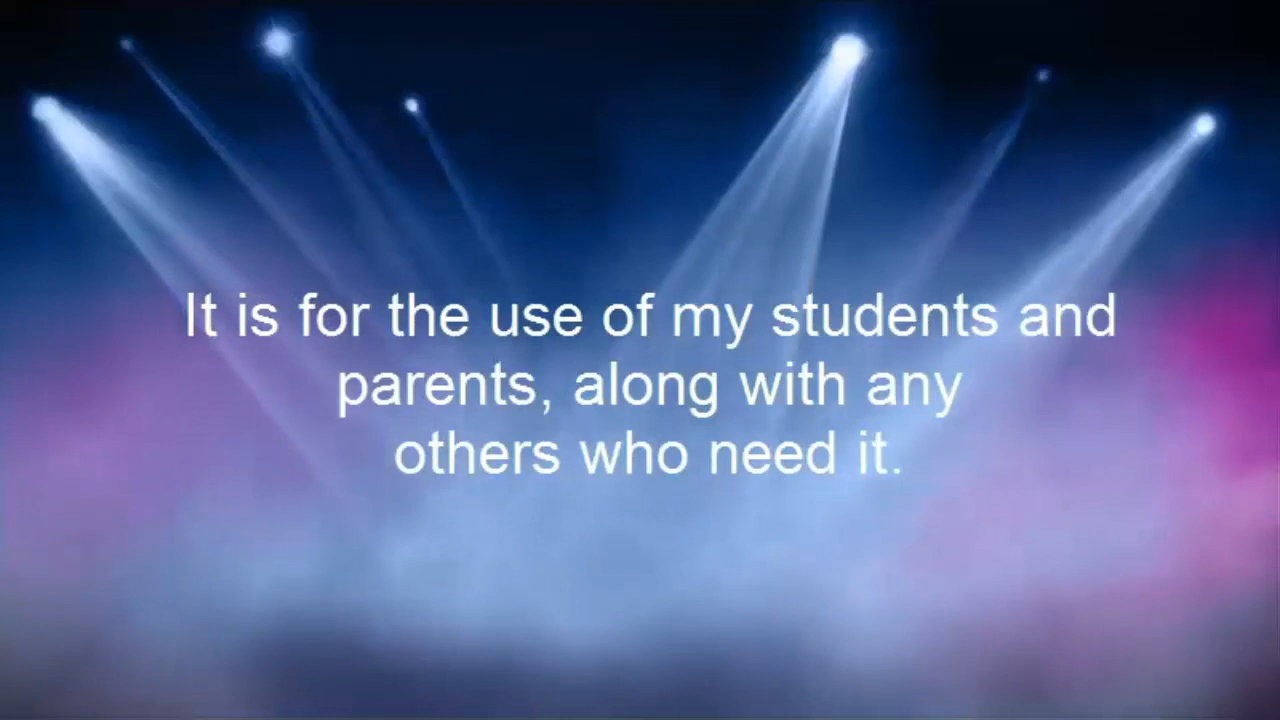 It is for the use of my students and
parents, along with any
others who need it.